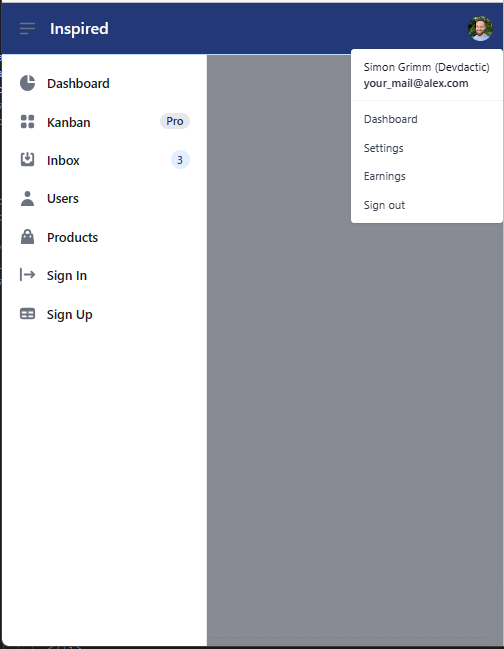 Inspired
Simon Grimm (Devdactic)
your_mail@alex.com
Dashboard
Settings
Earnings
Sign out
Dashboard
Kanban
Pro
Inbox
3
Users
Products
Sign In
Sign Up